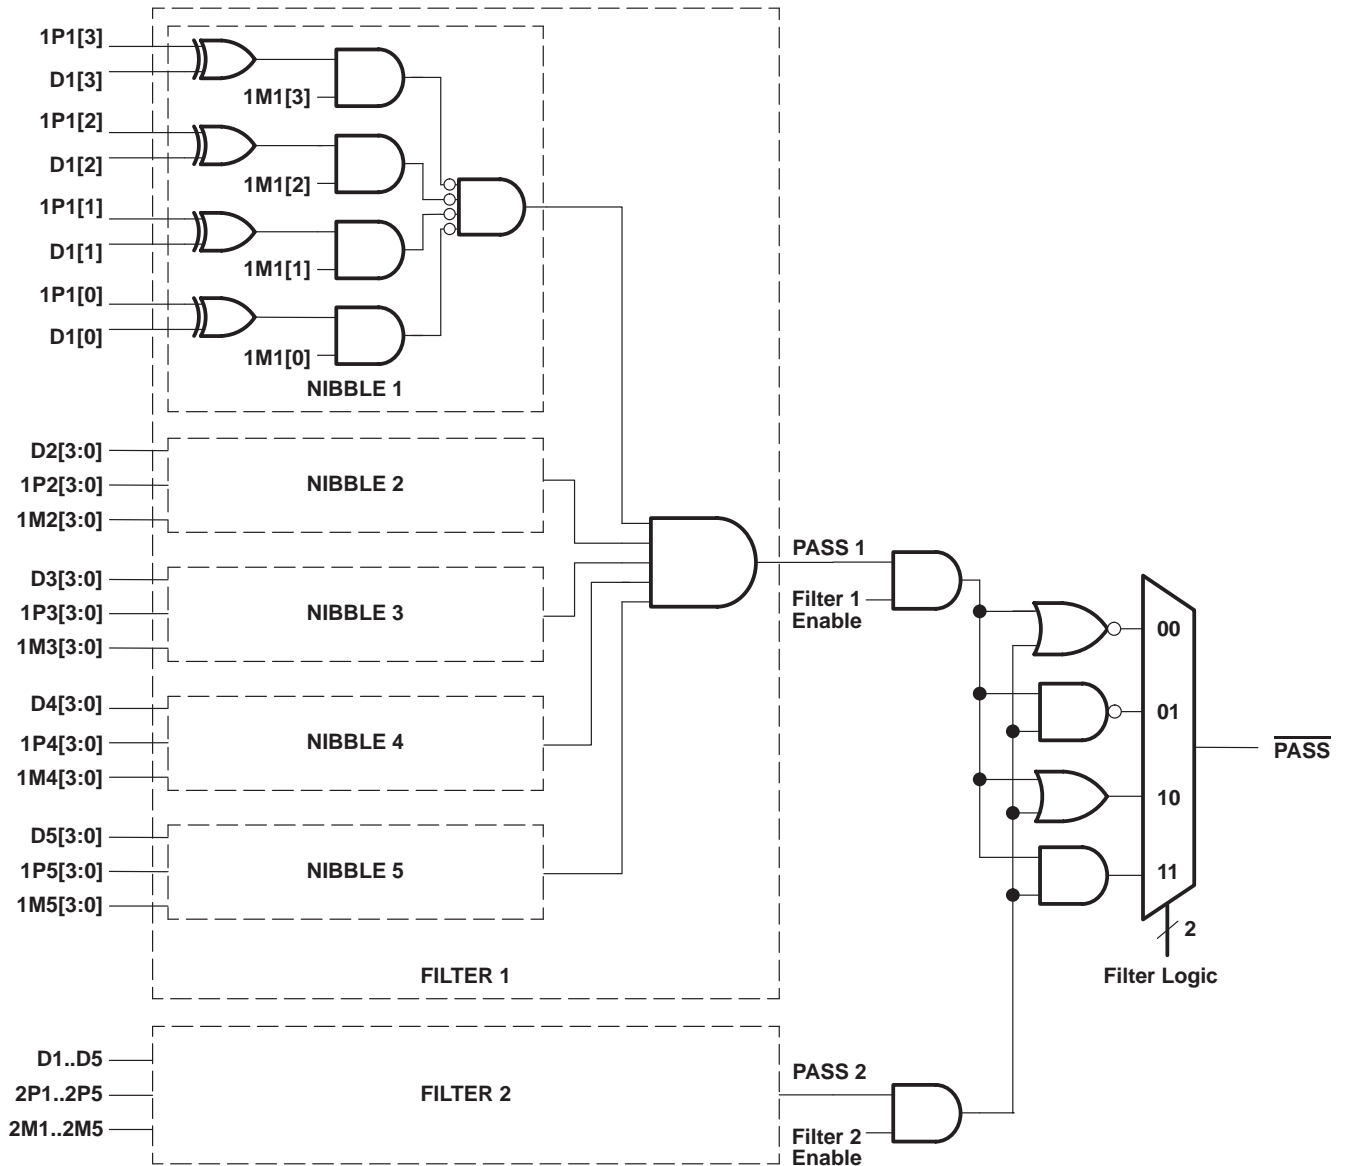 1P1[3]
D1[3]
1M1[3]
1P1[2]
D1[2]
1M1[2]
1P1[1]
D1[1]
1M1[1]
1P1[0]
D1[0]
1M1[0]
NIBBLE 1
D2[3:0]
1P2[3:0]
1M2[3:0]
NIBBLE 2
D3[3:0]
1P3[3:0]
1M3[3:0]
NIBBLE 3
D4[3:0]
1P4[3:0]
1M4[3:0]
NIBBLE 4
D5[3:0]
1P5[3:0]
1M5[3:0]
NIBBLE 5
FILTER 1
PASS 1
Filter 1
Enable
00
01
10
11
PASS
2
Filter Logic
D1..D5
2P1..2P5
2M1..2M5
FILTER 2
PASS 2
Filter 2
Enable